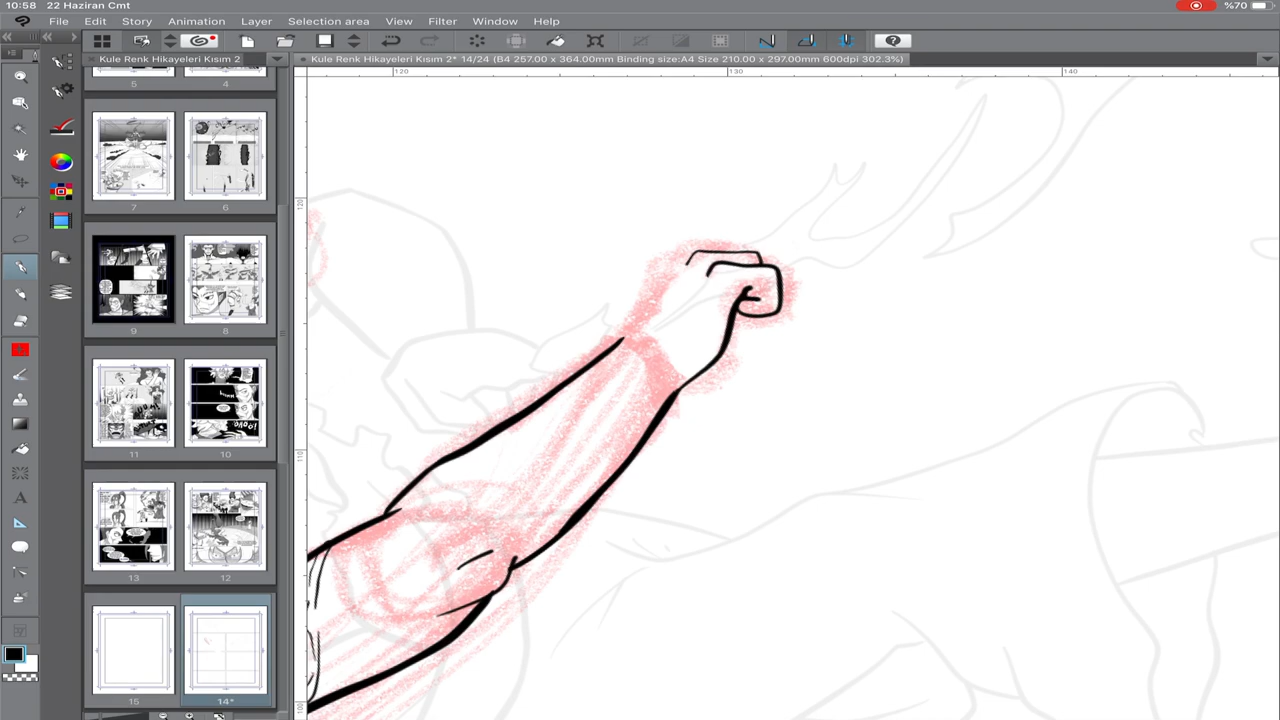 10:58 22 Haziran Cmt %70
File Edit Story Animation Layer Selection area View Filter Window Help
Kule Renk Hikayeleri Kısım 2
Kule Renk Hikayeleri Kısım 2* 14/24 (B4 257.00 x 364.00mm Binding size:A4 Size 210.00 x 297.00mm 600dpi 302.3%)
120 130 140
5 4
120
7 6
9 8
110
11 10
13 12
15 14*
100